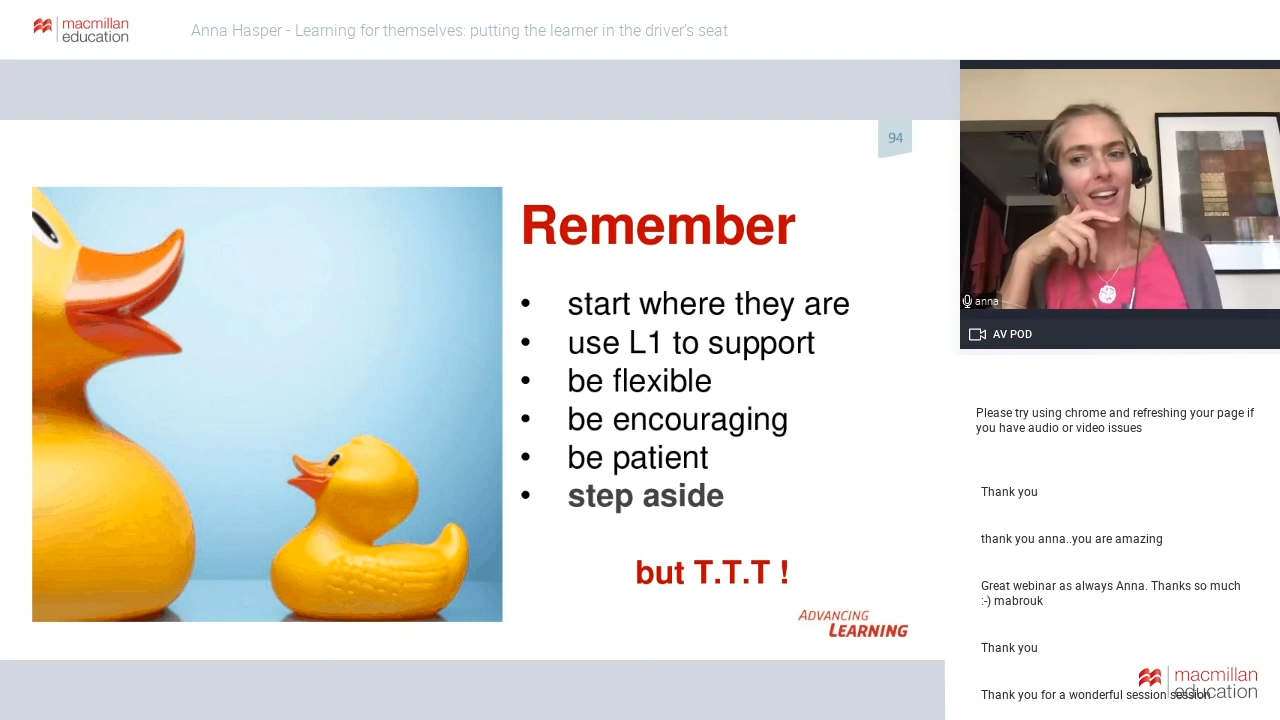 macmillan
education
Anna Hasper - Learning for themselves: putting the learner in the driver's seat
94
Remember
• start where they are
• use L1 to support
• be flexible
• be encouraging
• be patient
• step aside
but T.T.T !
ADVANCING
LEARNING
anna
AV POD
Please try using chrome and refreshing your page if
you have audio or video issues
Thank you
thank you anna..you are amazing
Great webinar as always Anna. Thanks so much
:-) mabrouk
Thank you
Thank you for a wonderful session session
macmillan
education